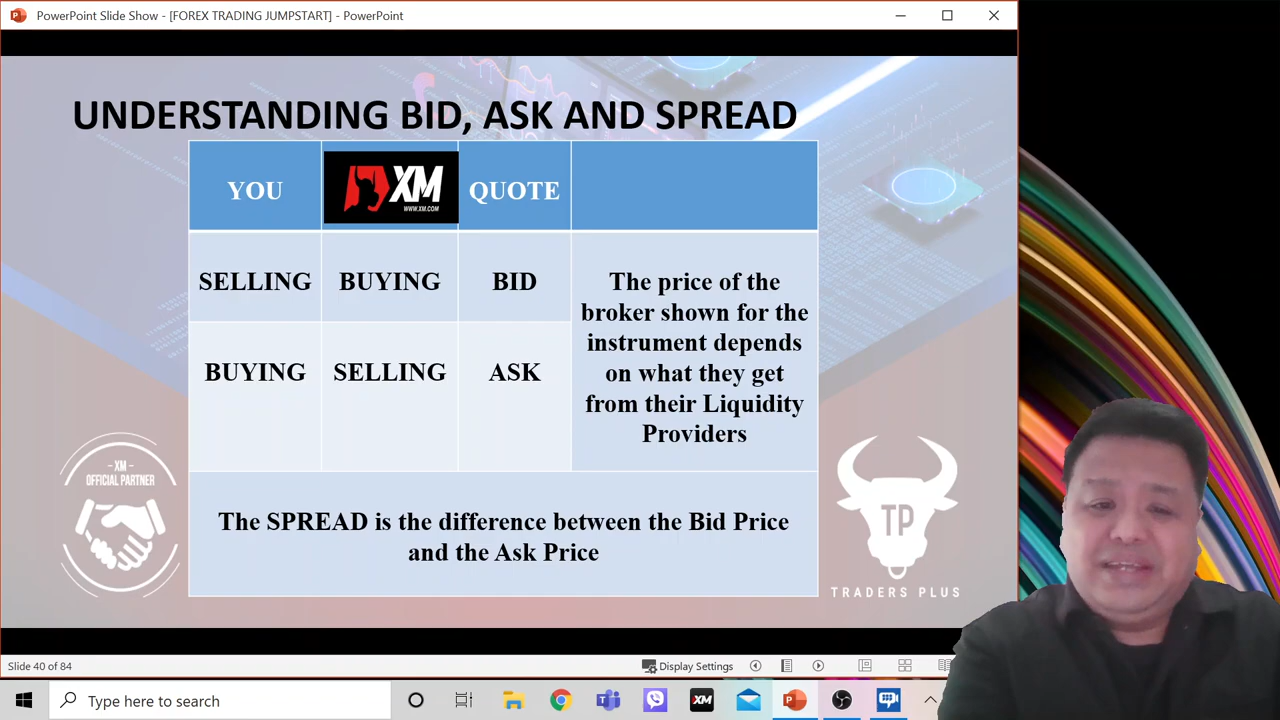 PowerPoint Slide Show - [FOREX TRADING JUMPSTART] - PowerPoint
UNDERSTANDING BID, ASK AND SPREAD
YOU
XM
WWW.XM.COM
QUOTE
SELLING
BUYING
BID
BUYING
SELLING
ASK
The price of the
broker shown for the
instrument depends
on what they get
from their Liquidity
Providers
The SPREAD is the difference between the Bid Price
and the Ask Price
- XM -
OFFICIAL PARTNER
TP
TRADERS PLUS
Slide 40 of 84
Display Settings
Type here to search
XM